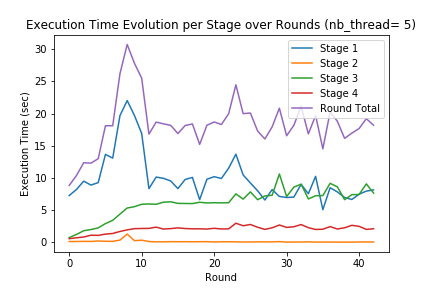 Execution Time Evolution per Stage over Rounds (nb_thread= 5)
Stage 1
Stage 2
Stage 3
Stage 4
Round Total
Execution Time (sec)
30
25
20
15
10
5
0
0
10
20
30
40
Round